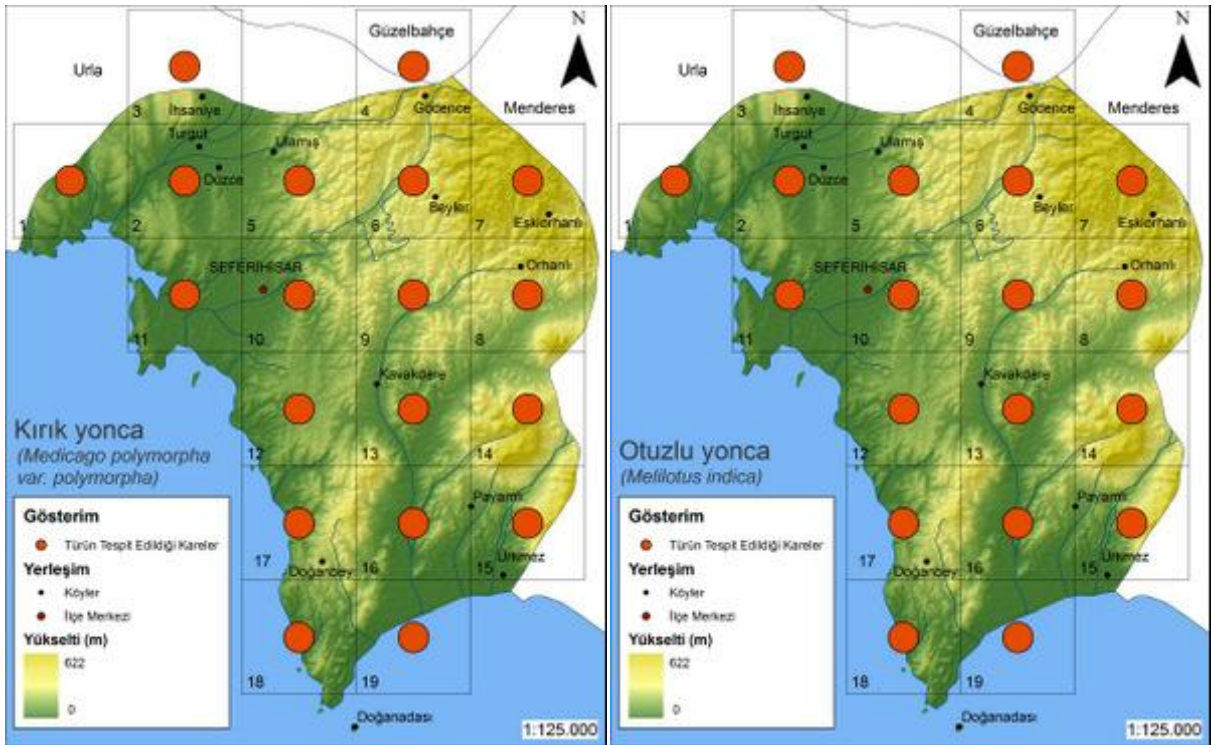 N
Güzelbahçe
Urla
4
Gödence
İhsaniye
3
Menderes
Turgut
Ulamış
Düzce
Beyler
Eskiorhanlı
1
2
5
6
7
SEFERİHİSAR
Orhanlı
11
10
9
8
Kavakdere
Kırık yonca
(Medicago polymorpha
var. polymorpha)
12
13
14
Payamlı
Gösterim
Türün Tespit Edildiği Kareler
Yerleşim
Köyler
İlçe Merkezi
Yükselti (m)
622
0
17
Doğanbey
16
15
Ürkmez
18
19
Doğanadası
1:125.000
N
Güzelbahçe
Urla
4
Gödence
İhsaniye
3
Menderes
Turgut
Ulamış
Düzce
Beyler
Eskiorhanlı
1
2
5
6
7
SEFERİHİSAR
Orhanlı
11
10
9
8
Kavakdere
Otuzlu yonca
(Melilotus indica)
12
13
14
Payamlı
Gösterim
Türün Tespit Edildiği Kareler
Yerleşim
Köyler
İlçe Merkezi
Yükselti (m)
622
0
17
Doğanbey
16
15
Ürkmez
18
19
Doğanadası
1:125.000